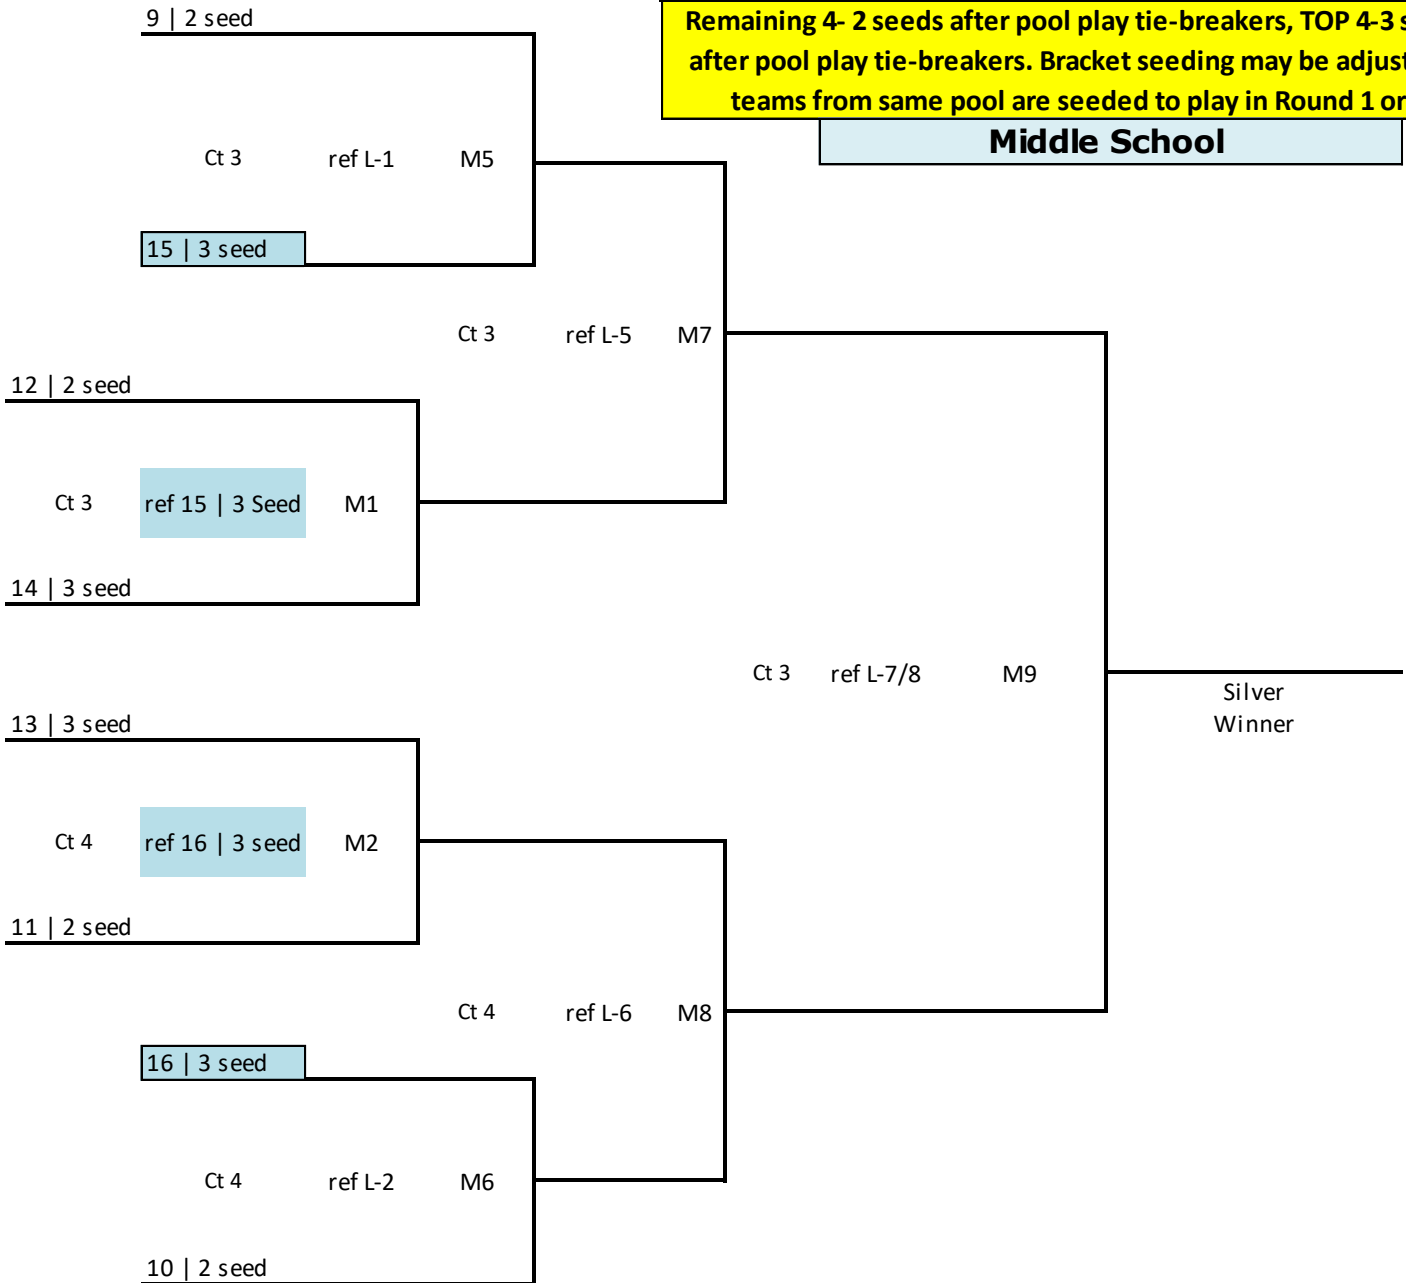 9 | 2 seed
Remaining 4- 2 seeds after pool play tie-breakers, TOP 4-3 s
after pool play tie-breakers. Bracket seeding may be adjust
teams from same pool are seeded to play in Round 1 or
Middle School
Ct 3 ref L-1 M5
15 | 3 seed
Ct 3 ref L-5 M7
12 | 2 seed
Ct 3 ref 15 | 3 Seed M1
14 | 3 seed
Ct 3 ref L-7/8 M9
Silver
Winner
13 | 3 seed
Ct 4 ref 16 | 3 seed M2
11 | 2 seed
Ct 4 ref L-6 M8
16 | 3 seed
Ct 4 ref L-2 M6
10 | 2 seed